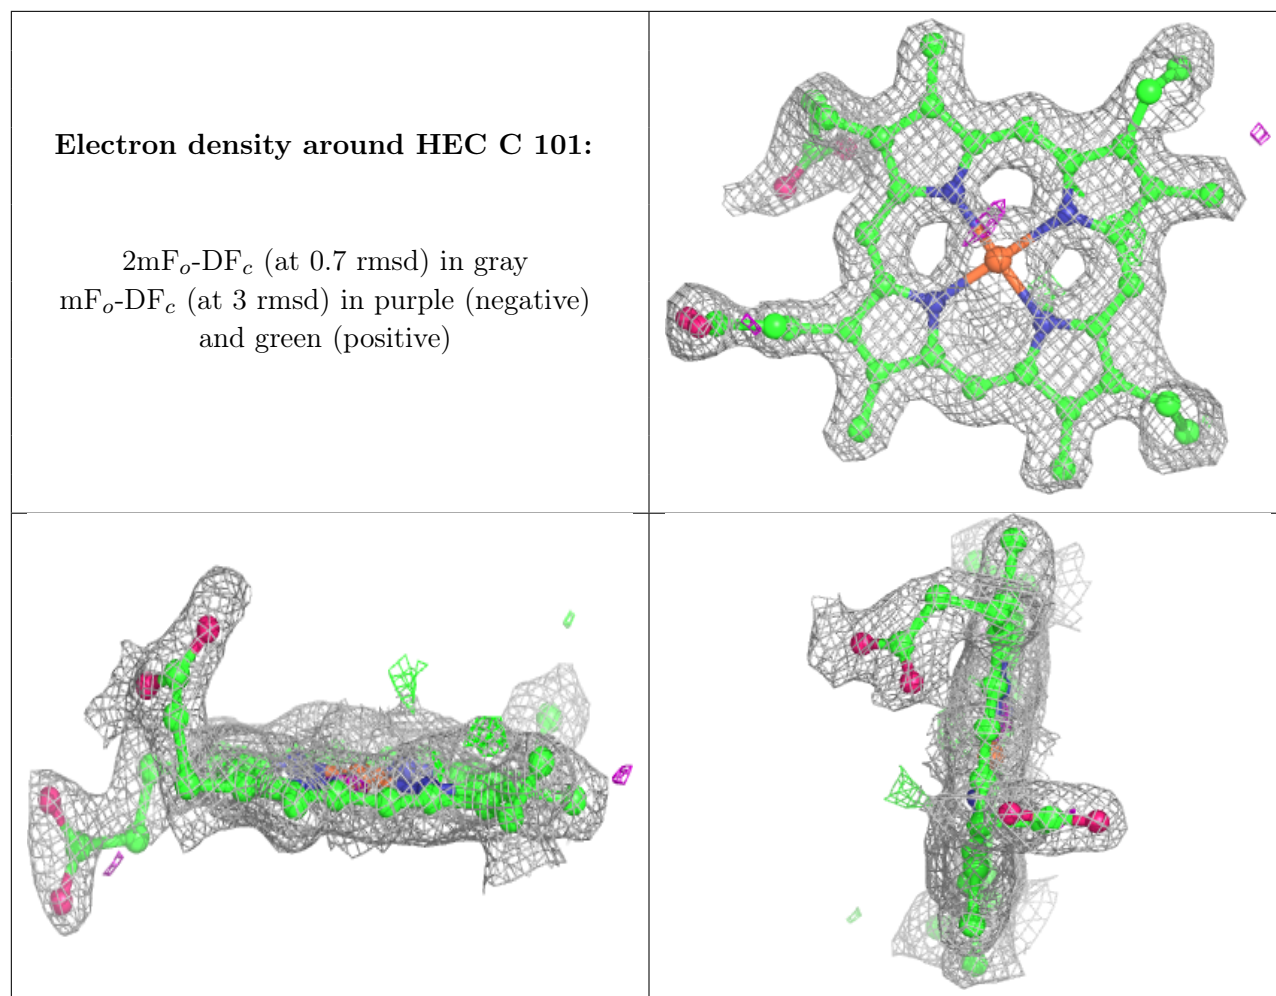 Electron density around HEC C 101:
2mFo-DFc (at 0.7 rmsd) in gray
mFo-DFc (at 3 rmsd) in purple (negative)
and green (positive)